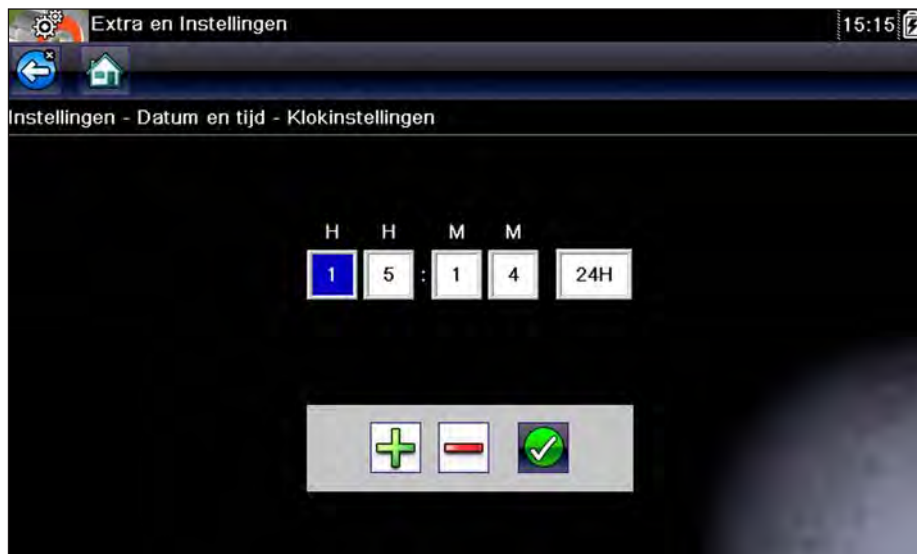 Extra en Instellingen 15:15
Instellingen - Datum en tijd - Klokinstellingen
H H M M
1 5 : 1 4 24H